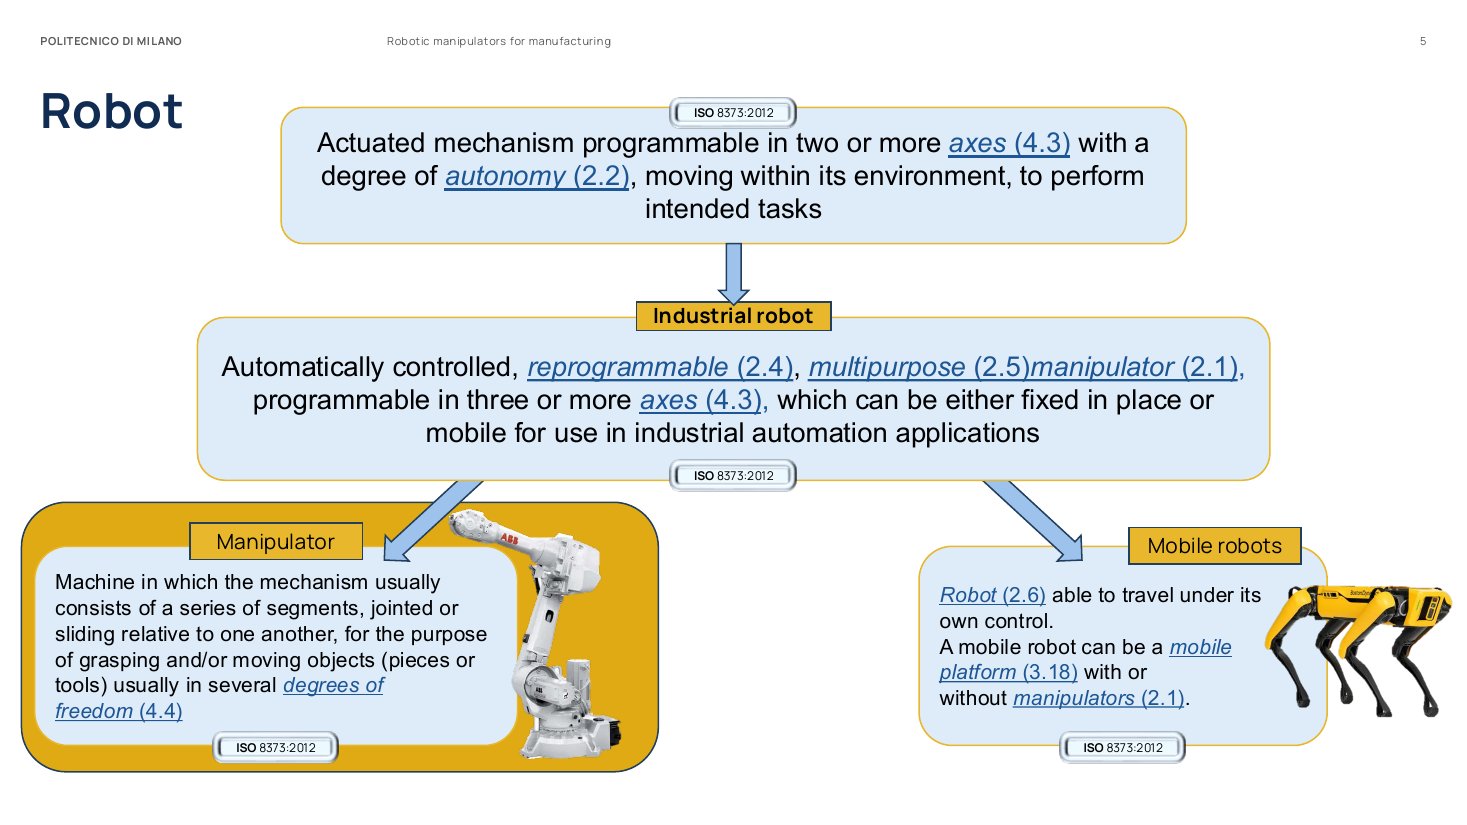 POLITECNICO DI MILANO
Robotic manipulators for manufacturing
5
Robot
ISO 8373:2012
Actuated mechanism programmable in two or more axes (4.3) with a
degree of autonomy (2.2), moving within its environment, to perform
intended tasks
Industrial robot
Automatically controlled, reprogrammable (2.4), multipurpose (2.5)manipulator (2.1),
programmable in three or more axes (4.3), which can be either fixed in place or
mobile for use in industrial automation applications
ISO 8373:2012
Manipulator
Machine in which the mechanism usually
consists of a series of segments, jointed or
sliding relative to one another, for the purpose
of grasping and/or moving objects (pieces or
tools) usually in several degrees of
freedom (4.4)
ISO 8373:2012
ABB
ABB
Mobile robots
Robot (2.6) able to travel under its
own control.
A mobile robot can be a mobile
platform (3.18) with or
without manipulators (2.1).
ISO 8373:2012